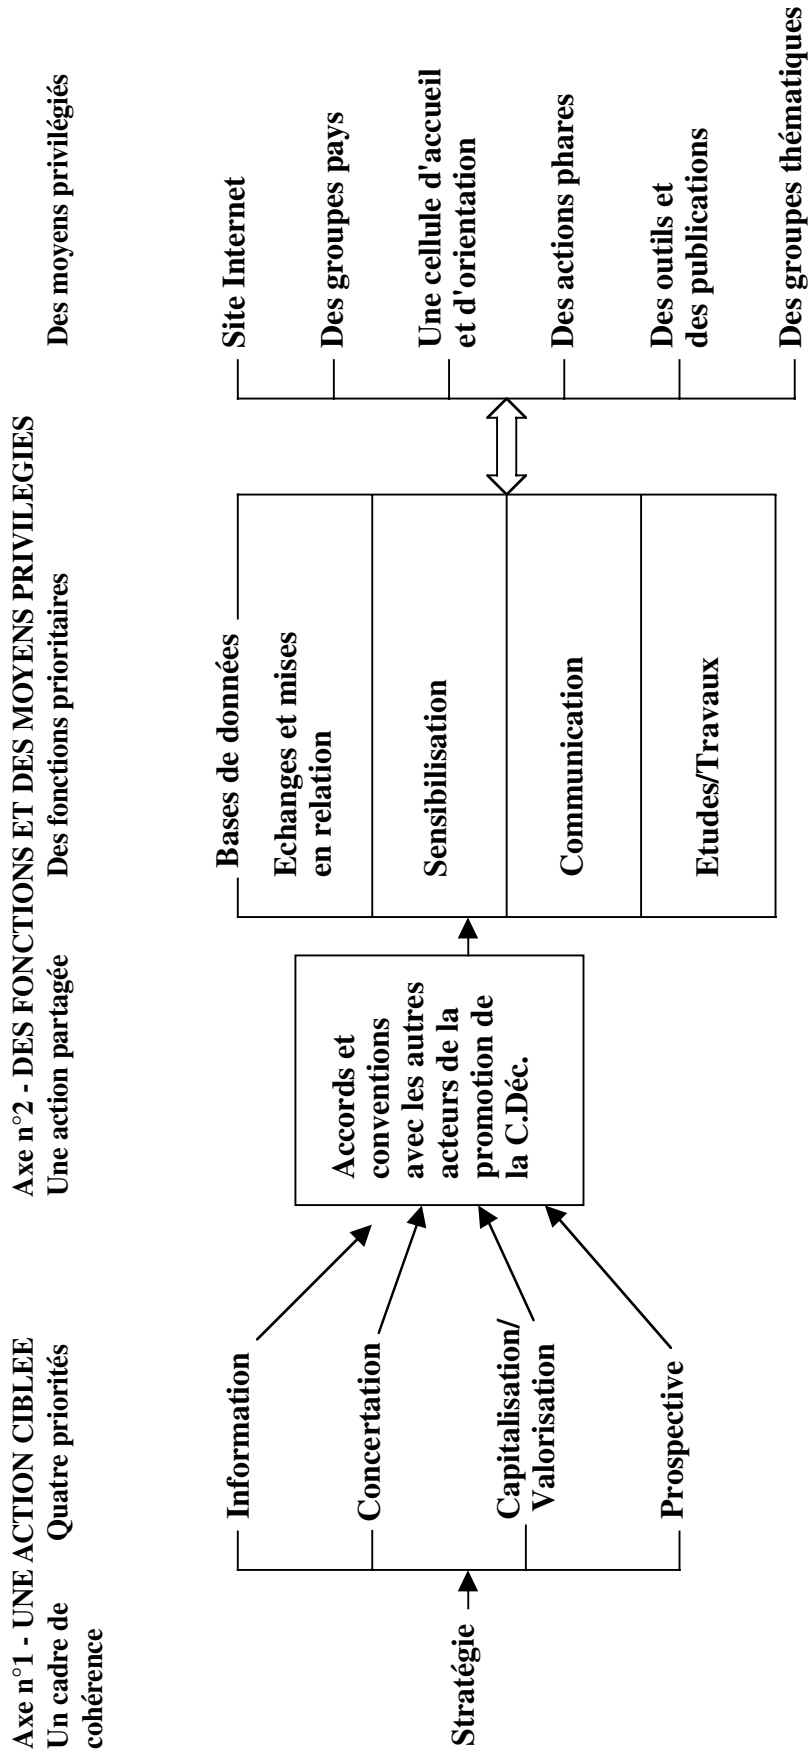 Axe n°1 - UNE ACTION CIBLEE
Un cadre de
cohérence
Quatre priorités
Axe n°2 - DES FONCTIONS ET DES MOYENS PRIVILEGIES
Une action partagée
Des fonctions prioritaires
Des moyens privilégiés
Stratégie
Information
Concertation
Capitalisation/
Valorisation
Prospective
Accords et
conventions
avec les autres
acteurs de la
promotion de
la C.Déc.
Bases de données
Echanges et mises
en relation
Sensibilisation
Communication
Etudes/Travaux
Site Internet
Des groupes pays
Une cellule d'accueil
et d'orientation
Des actions phares
Des outils et
des publications
Des groupes thématiques